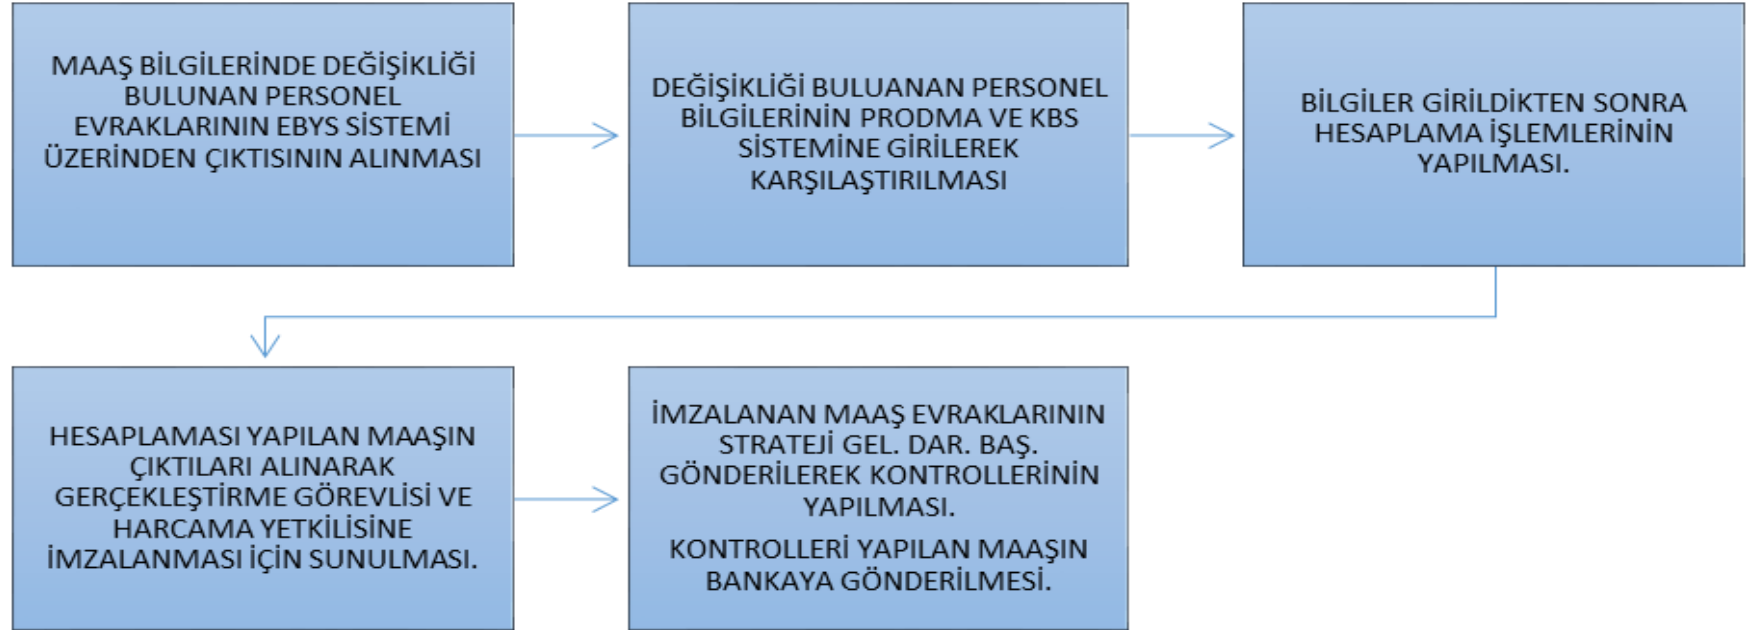 MAAŞ BİLGİLERİNDE DEĞİŞİKLİĞİ
BULUNAN PERSONEL
EVRAKLARININ EBYS SİSTEMİ
ÜZERİNDEN ÇIKTISININ ALINMASI
DEĞİŞİKLİĞİ BULUANAN PERSONEL
BİLGİLERİNİN PRODMA VE KBS
SİSTEMİNE GİRİLEREK
KARŞILAŞTIRILMASI
BİLGİLER GİRİLDİKTEN SONRA
HESAPLAMA İŞLEMLERİNİN
YAPILMASI.
HESAPLAMASI YAPILAN MAAŞIN
ÇIKTILARI ALINARAK
GERÇEKLEŞTİRME GÖREVLİSİ VE
HARCAMA YETKİLİSİNE
İMZALANMASI İÇİN SUNULMASI.
İMZALANAN MAAŞ EVRAKLARININ
STRATEJİ GEL. DAR. BAŞ.
GÖNDERİLEREK KONTROLLERİNİN
YAPILMASI.
KONTROLLERİ YAPILAN MAAŞIN
BANKAYA GÖNDERİLMESİ.